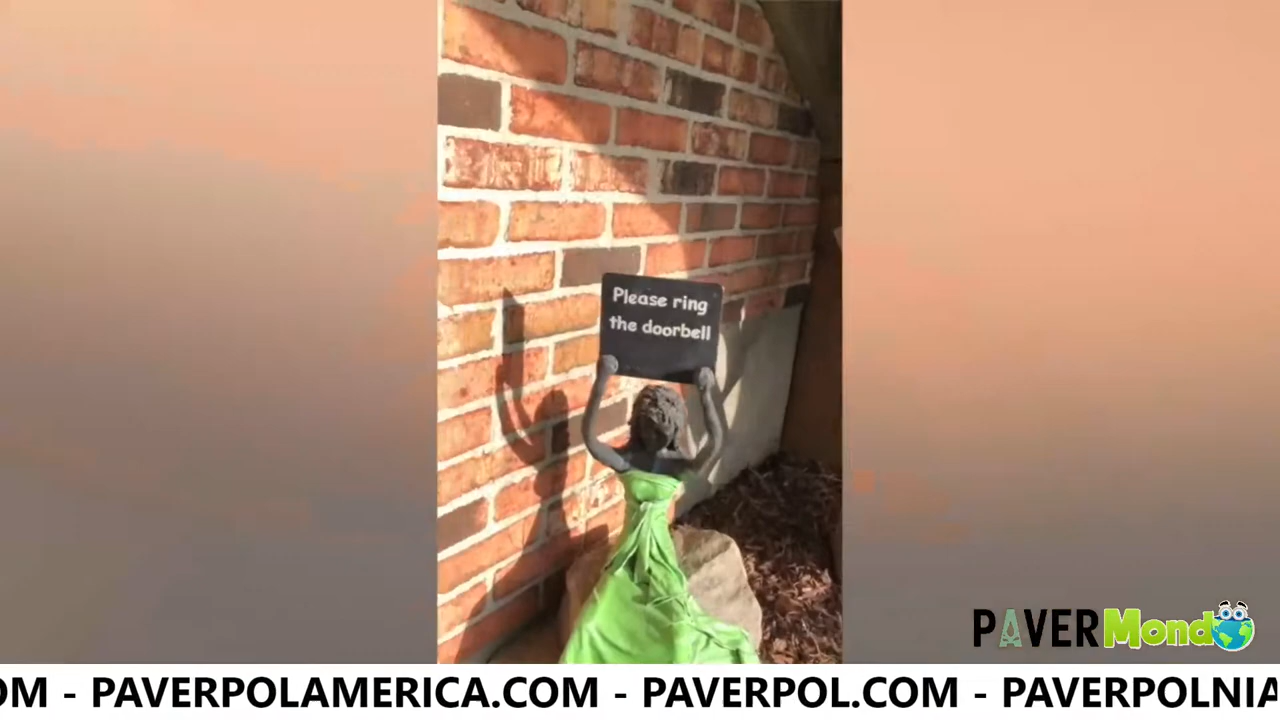 Please ring
the doorbell
PAVERMondo
OM - PAVERPOLAMERICA.COM - PAVERPOL.COM - PAVERPOLNIA